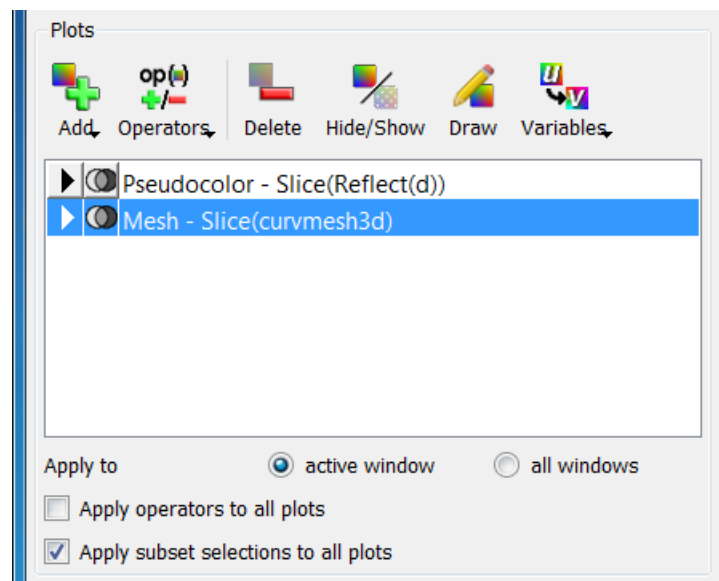 Plots
op(=) +/-
Add Operators Delete Hide/Show Draw Variables
Pseudocolor - Slice(Reflect(d))
Mesh - Slice(curvmesh3d)
Apply to active window all windows
Apply operators to all plots
Apply subset selections to all plots